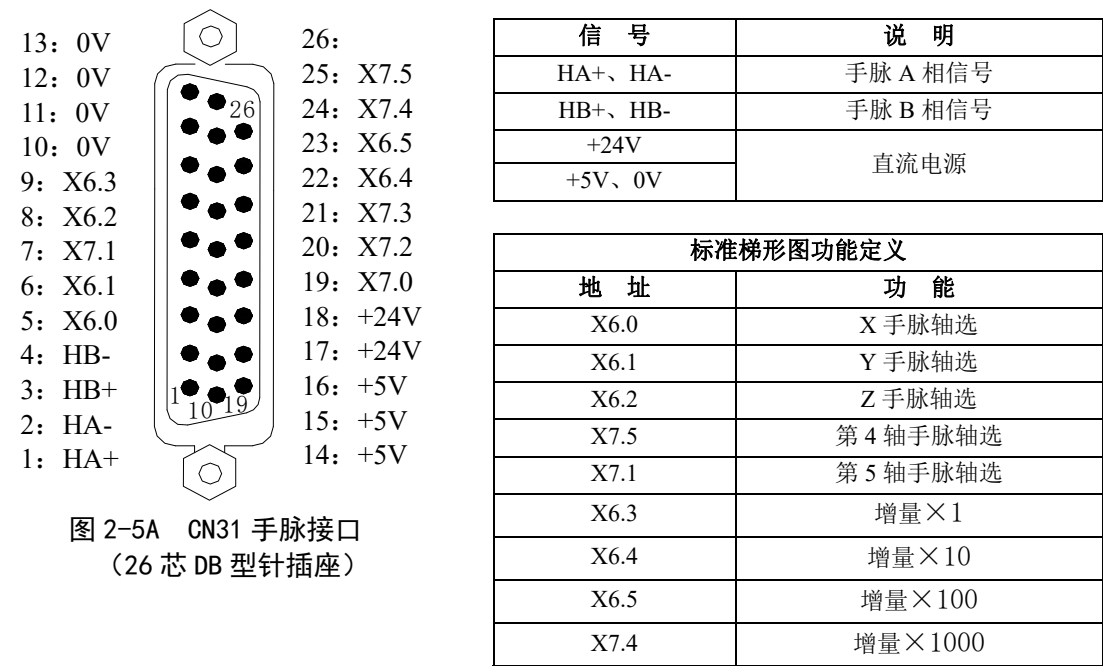 13：0V
12：0V
11：0V
10：0V
9：X6.3
8：X6.2
7：X7.1
6：X6.1
5：X6.0
4：HB-
3：HB+
2：HA-
1：HA+
26
1
10
19
26：
25：X7.5
24：X7.4
23：X6.5
22：X6.4
21：X7.3
20：X7.2
19：X7.0
18：+24V
17：+24V
16：+5V
15：+5V
14：+5V
图 2-5A CN31 手脉接口
（26 芯 DB 型针插座）
信 号 说 明
HA+、HA- 手脉 A 相信号
HB+、HB- 手脉 B 相信号
+24V 直流电源
+5V、0V
标准梯形图功能定义
地 址 功 能
X6.0 X 手脉轴选
X6.1 Y 手脉轴选
X6.2 Z 手脉轴选
X7.5 第 4 轴手脉轴选
X7.1 第 5 轴手脉轴选
X6.3 增量×1
X6.4 增量×10
X6.5 增量×100
X7.4 增量×1000